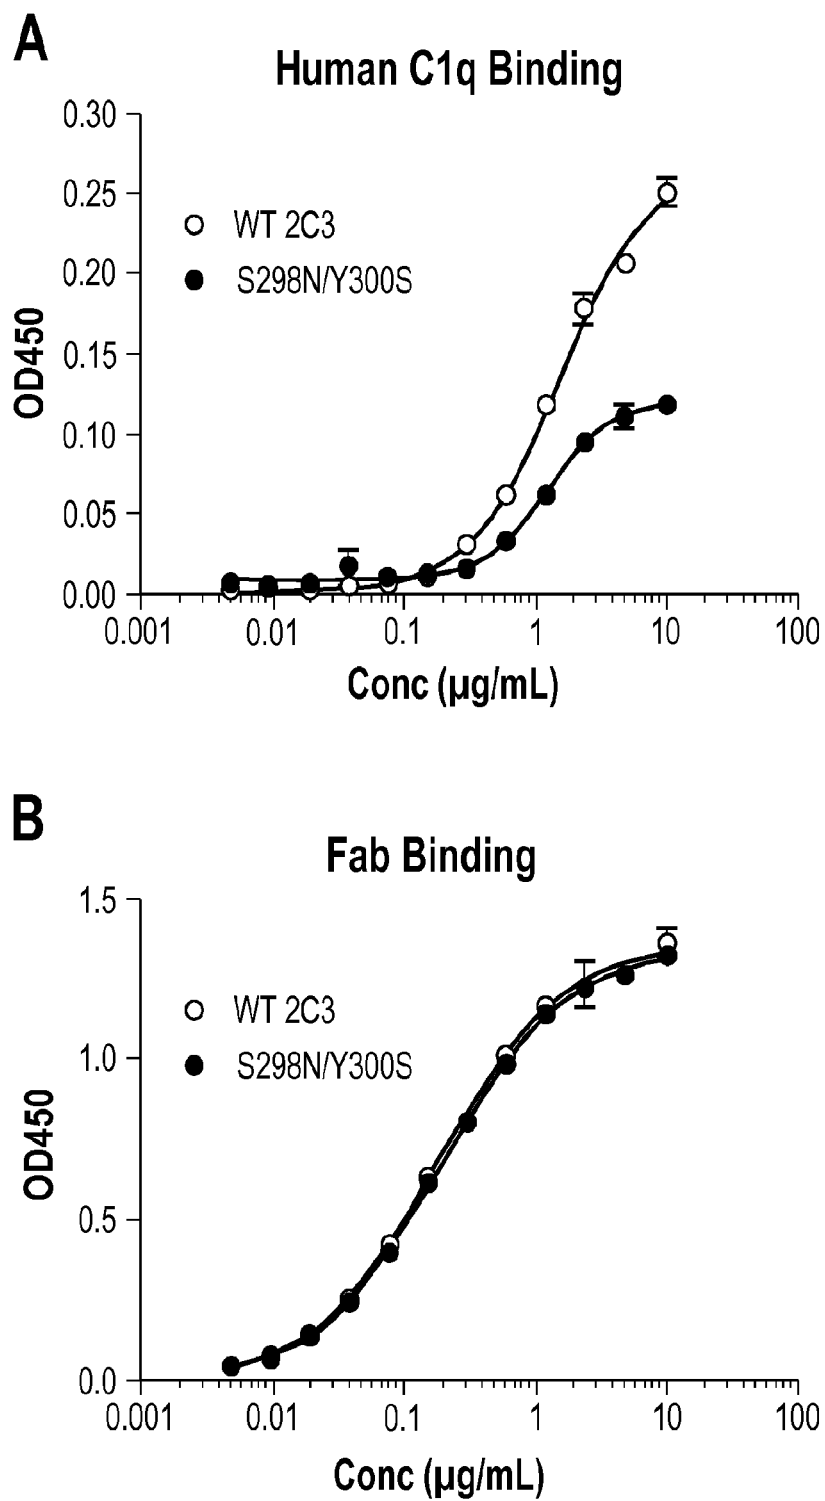 A
Human C1q Binding
0.30
0.25
WT 2C3
0.20
S298N/Y300S
OD450
0.15
0.10
0.05
0.00
0.001 0.01 0.1 1 10 100
Conc (µg/mL)
B
Fab Binding
1.5
WT 2C3
1.0
S298N/Y300S
OD450
0.5
0.0
0.001 0.01 0.1 1 10 100
Conc (µg/mL)